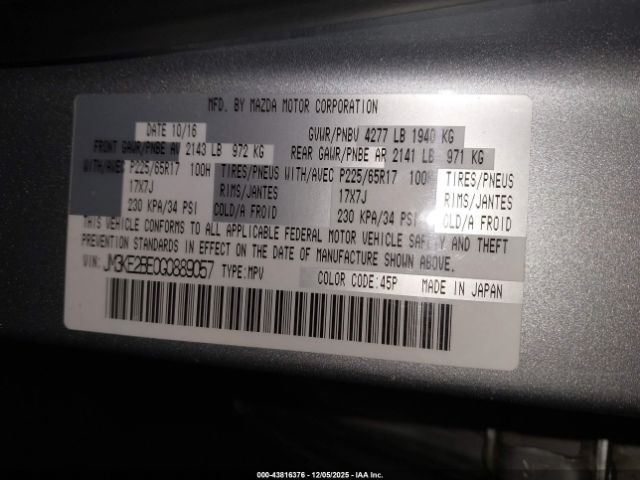 MFD. BY MAZDA MOTOR CORPORATION
DATE 10/16 GVWR/PNBV 4277 LB 1940 KG
FRONT GAWR/PNBE AV 2143 LB 972 KG REAR GAWR/PNBE AR 2141 LB 971 KG
WITH/AVEC P225/65R17 100H TIRES/PNEUS WITH/AVEC P225/65R17 100H TIRES/PNEUS
17X7J RIMS/JANTES 17X7J RIMS/JANTES
230 KPA/34 PSI COLD/A FROID 230 KPA/34 PSI COLD/A FROID
THIS VEHICLE CONFORMS TO ALL APPLICABLE FEDERAL MOTOR VEHICLE SAFETY AND THEFT
PREVENTION STANDARDS IN EFFECT ON THE DATE OF MANUFACTURE SHOWN ABOVE.
VIN: JM3KE2BE0G0889057 TYPE:MPV COLOR CODE:45P MADE IN JAPAN
000-43816376 - 12/05/2025 - IAA Inc.